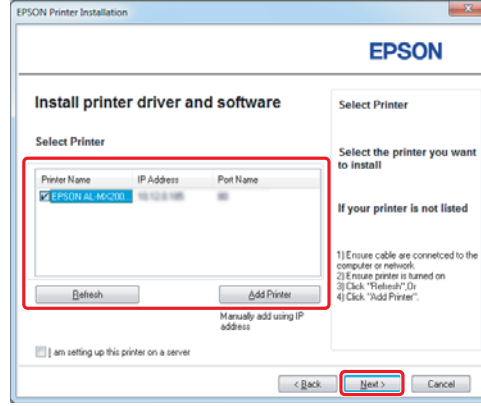 EPSON Printer Installation
EPSON
Install printer driver and software
Select Printer
Printer Name IP Address Port Name
EPSON AL-MX200...
Refresh
Add Printer
Manually add using IP
address
I am setting up this printer on a server
Select Printer
Select the printer you want
to install
If your printer is not listed
1) Ensure cable are connetced to the
computer or network.
2) Ensure printer is turned on
3) Click "Refresh",Or
4) Click "Add Printer".
< Back
Next >
Cancel